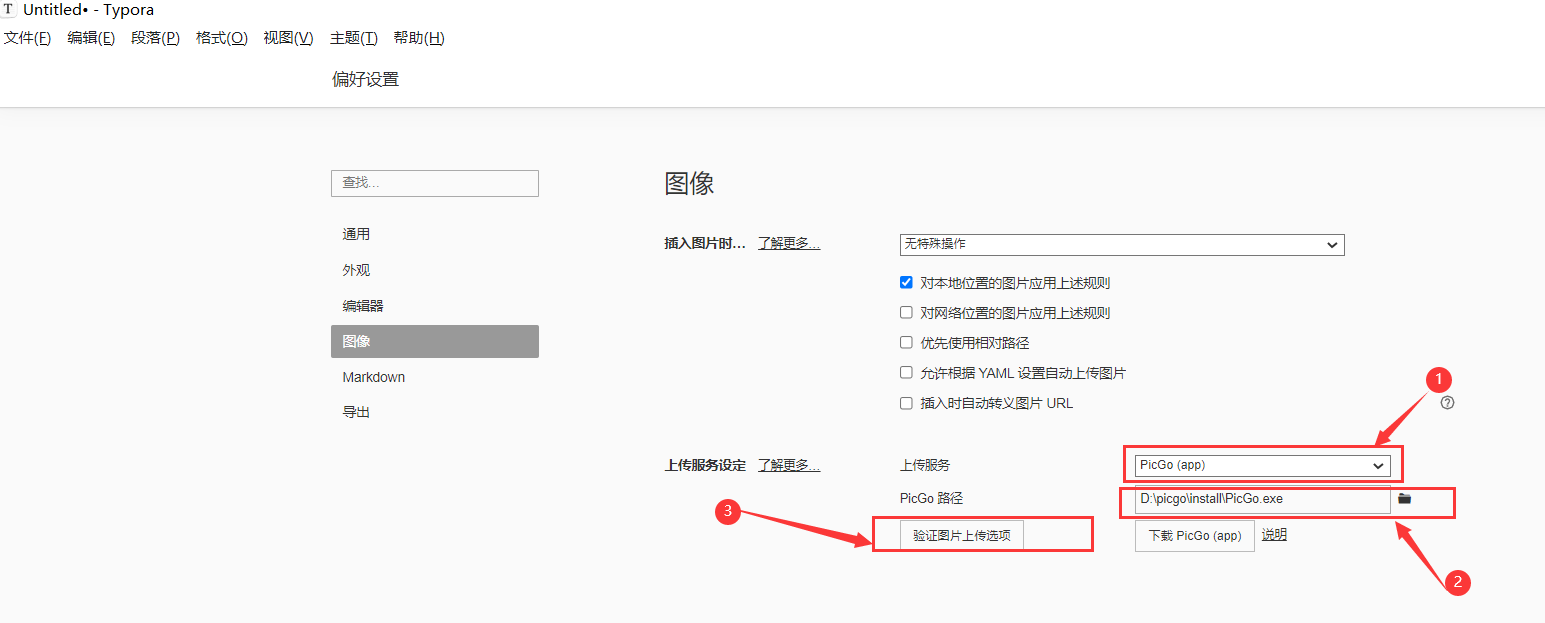 T Untitled• - Typora
文件(F) 编辑(E) 段落(P) 格式(O) 视图(V) 主题(T) 帮助(H)
偏好设置
查找...
图像
通用
插入图片时... 了解更多...
无特殊操作
外观
对本地位置的图片应用上述规则
编辑器
对网络位置的图片应用上述规则
图像
优先使用相对路径
Markdown
允许根据 YAML 设置自动上传图片
1
导出
插入时自动转义图片 URL
?
上传服务设定 了解更多...
上传服务
PicGo (app)
PicGo 路径
D:\picgo\install\PicGo.exe
3
验证图片上传选项
下载 PicGo (app)
说明
2